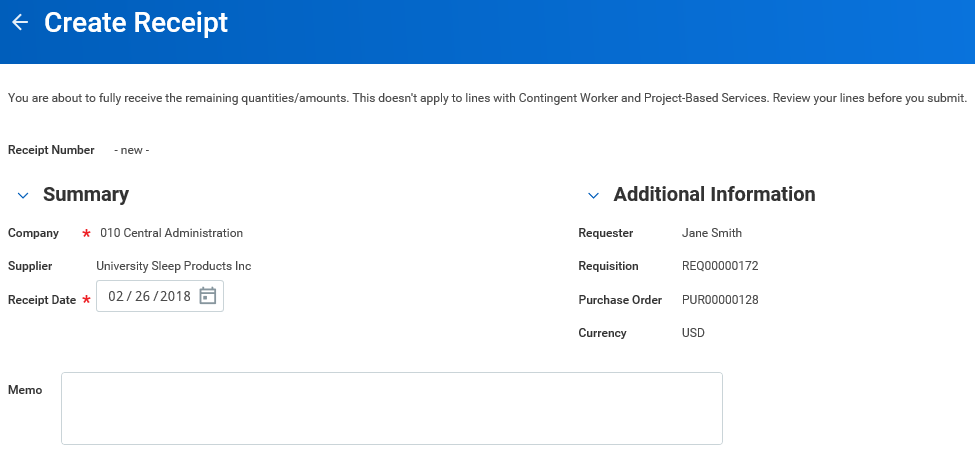 Create Receipt
You are about to fully receive the remaining quantities/amounts. This doesn't apply to lines with Contingent Worker and Project-Based Services. Review your lines before you submit.
Receipt Number - new -
Summary
Company * 010 Central Administration
Supplier University Sleep Products Inc
Receipt Date * 02 / 26 / 2018
Additional Information
Requester Jane Smith
Requisition REQ00000172
Purchase Order PUR00000128
Currency USD
Memo